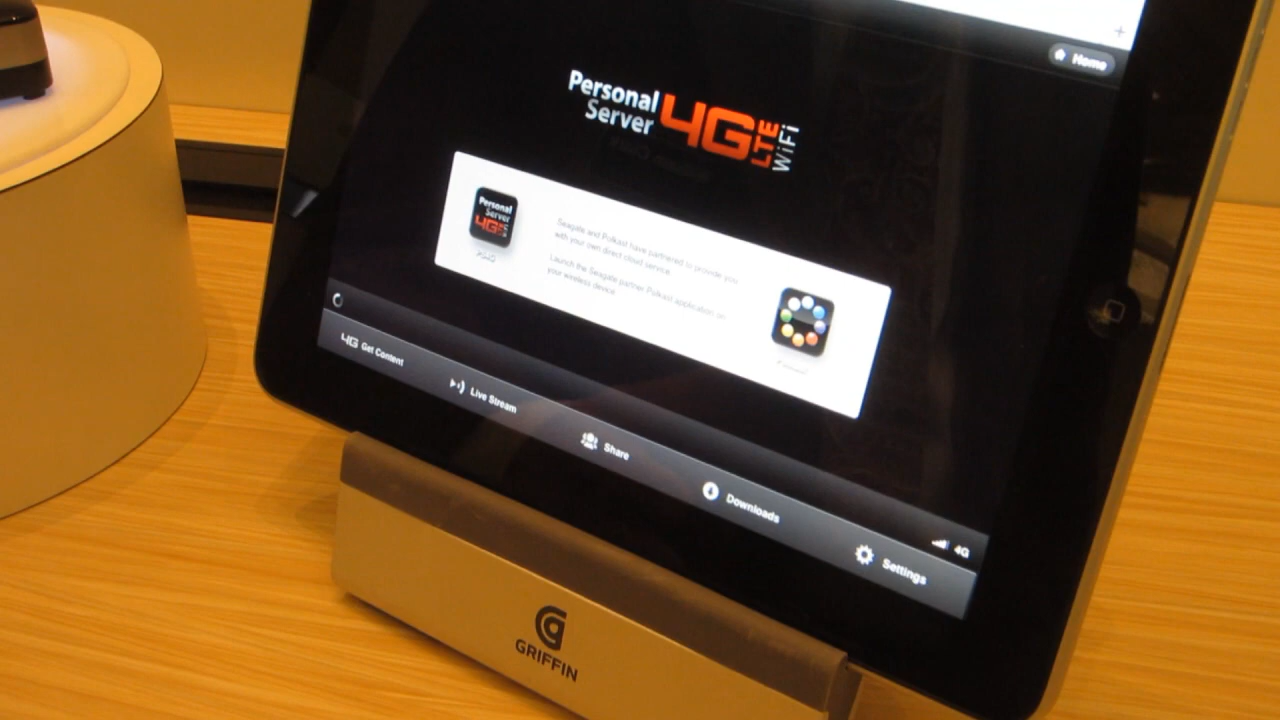 Home
Personal
Server
4G
LTE
WiFi
Personal
Server
4G
Seagate and Polkast have partnered to provide you
with your own direct cloud service.
Launch the Seagate partner Polkast application on
your wireless device.
4G Get Content
Live Stream
Share
Downloads
Settings
4G
GRIFFIN